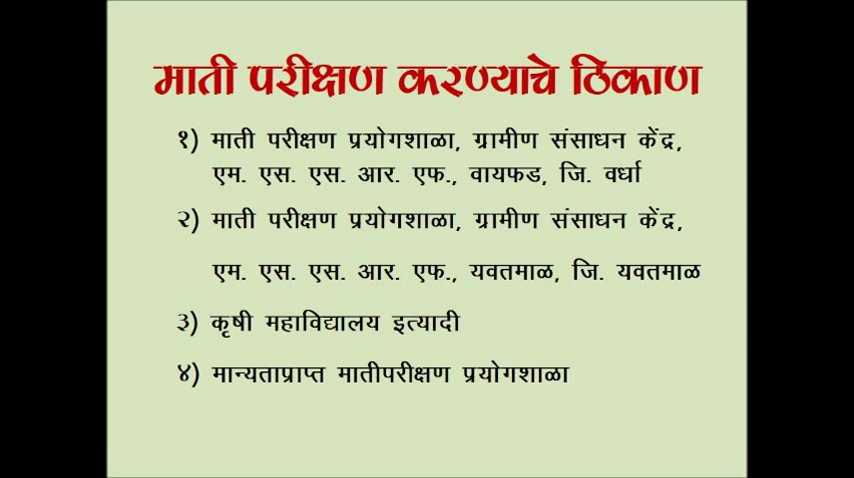 माती परीक्षण करण्याचे ठिकाण
१) माती परीक्षण प्रयोगशाळा, ग्रामीण संसाधन केंद्र,
एम. एस. एस. आर. एफ., वायफड, जि. वर्धा
२) माती परीक्षण प्रयोगशाळा, ग्रामीण संसाधन केंद्र,
एम. एस. एस. आर. एफ., यवतमाळ, जि. यवतमाळ
३) कृषी महाविद्यालय इत्यादी
४) मान्यताप्राप्त मातीपरीक्षण प्रयोगशाळा